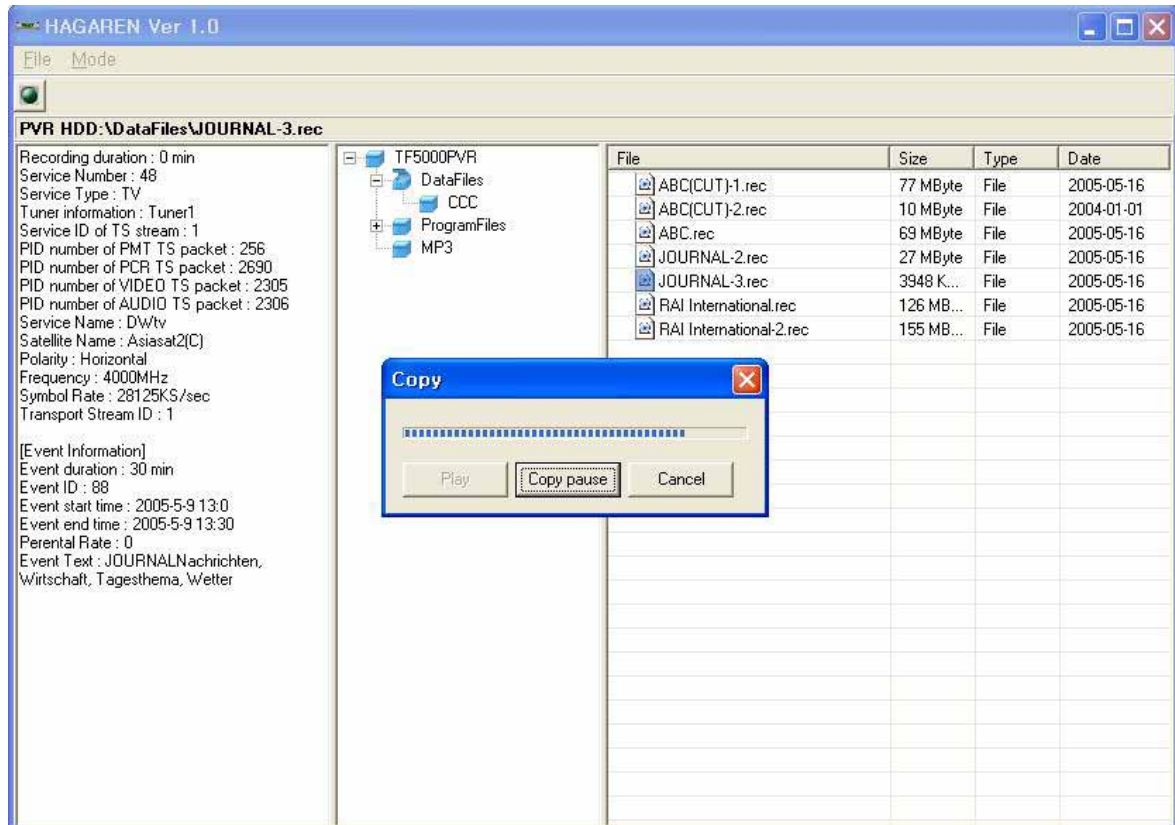 HAGAREN Ver 1.0
File Mode
PVR HDD:\DataFiles\JOURNAL-3.rec
Recording duration : 0 min
Service Number : 48
Service Type : TV
Tuner information : Tuner1
Service ID of TS stream : 1
PID number of PMT TS packet : 256
PID number of PCR TS packet : 2690
PID number of VIDEO TS packet : 2305
PID number of AUDIO TS packet : 2306
Service Name : DWtv
Satellite Name : Asiasat2(C)
Polarity : Horizontal
Frequency : 4000MHz
Symbol Rate : 28125KS/sec
Transport Stream ID : 1
[Event Information]
Event duration : 30 min
Event ID : 88
Event start time : 2005-5-9 13:0
Event end time : 2005-5-9 13:30
Perental Rate : 0
Event Text : JOURNALNachrichten,
Wirtschaft, Tagesthema, Wetter
TF5000PVR
DataFiles
CCC
ProgramFiles
MP3
File Size Type Date
ABC(CUT)-1.rec 77 MByte File 2005-05-16
ABC(CUT)-2.rec 10 MByte File 2004-01-01
ABC.rec 69 MByte File 2005-05-16
JOURNAL-2.rec 27 MByte File 2005-05-16
JOURNAL-3.rec 3948 K... File 2005-05-16
RAI International.rec 126 MB... File 2005-05-16
RAI International-2.rec 155 MB... File 2005-05-16
Copy
Play Copy pause Cancel